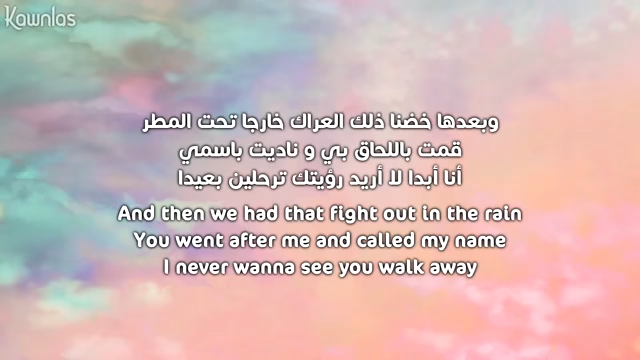 Kawnlas
وبعدها خضنا ذلك العراك خارجا تحت المطر
قمت باللحاق بي و ناديت باسمي
أنا أبدا لا أريد رؤيتك ترحلين بعيدا
And then we had that fight out in the rain
You went after me and called my name
I never wanna see you walk away